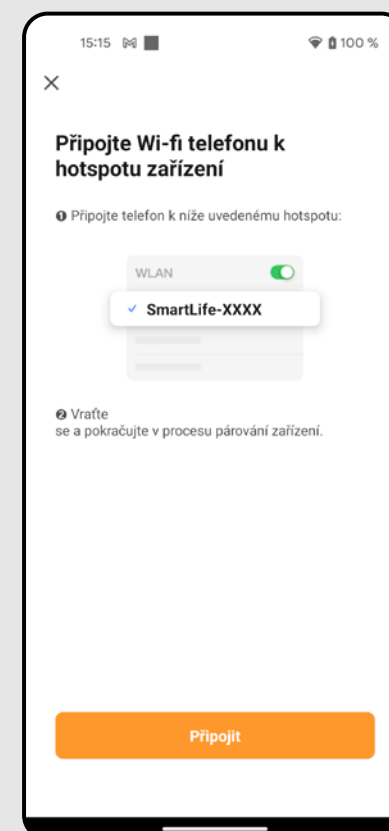 15:15 100 %
Připojte Wi-fi telefonu k
hotspotu zařízení
❶ Připojte telefon k níže uvedenému hotspotu:
WLAN
SmartLife-XXXX
❷ Vraťte
se a pokračujte v procesu párování zařízení.
Připojit